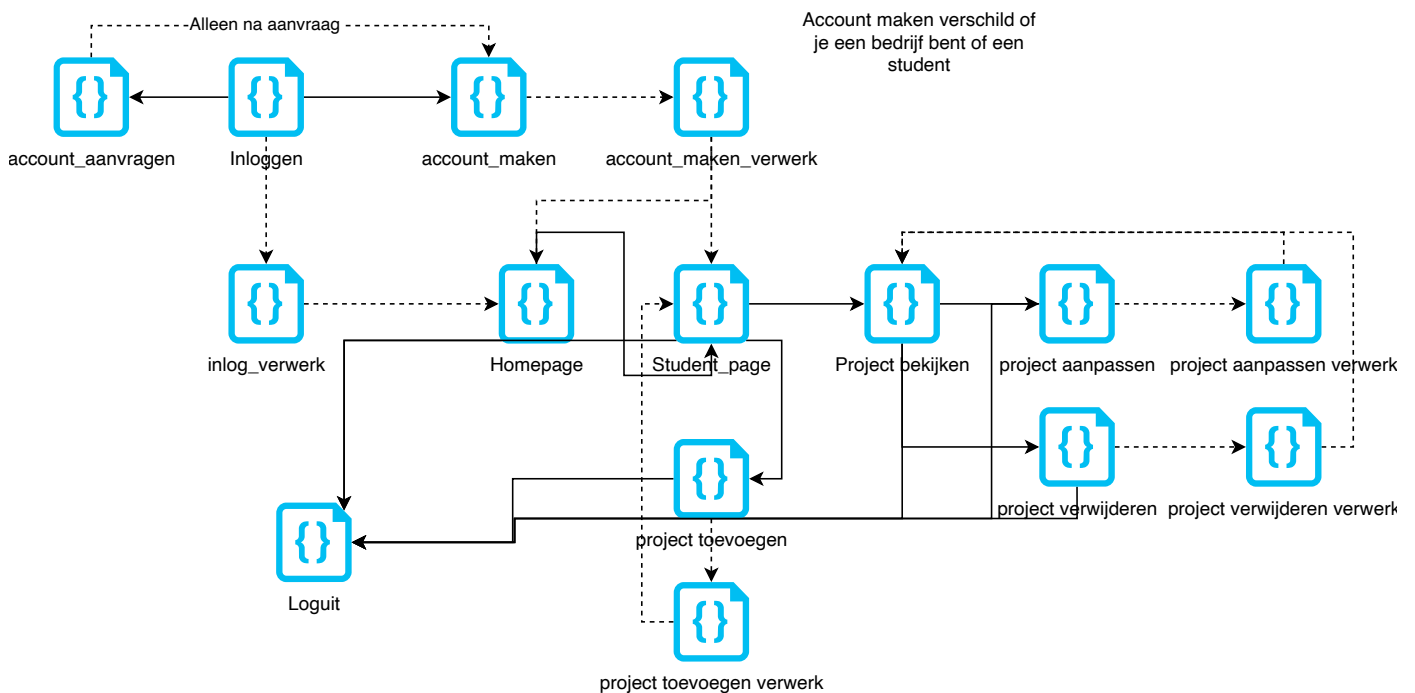 Alleen na aanvraag
Account maken verschild of
je een bedrijf bent of een
student
account_aanvragen
Inloggen
account_maken
account_maken_verwerk
inlog_verwerk
Homepage
Student_page
Project bekijken
project aanpassen
project aanpassen verwerk
project verwijderen
project verwijderen verwerk
project toevoegen
Loguit
project toevoegen verwerk